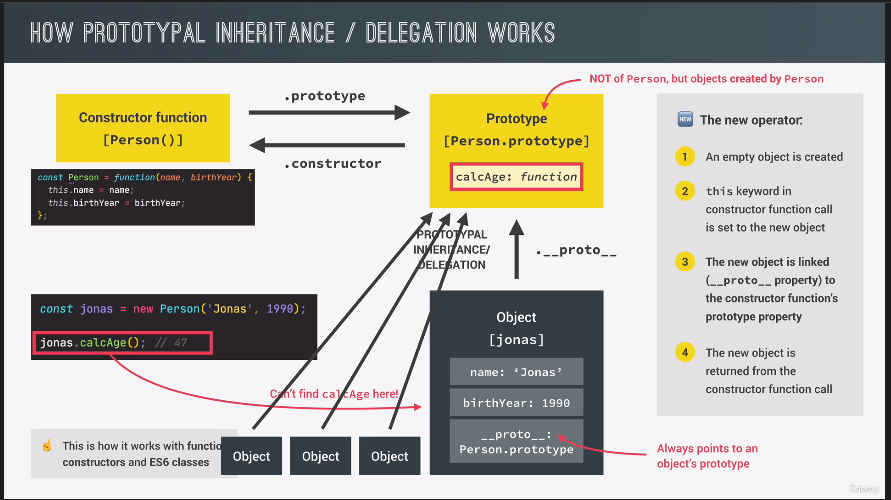 HOW PROTOTYPAL INHERITANCE / DELEGATION WORKS
Constructor function
[Person()]
.prototype
.constructor
Prototype
[Person.prototype]
calcAge: function
NOT of Person, but objects created by Person
const Person = function(name, birthYear) {
this.name = name;
this.birthYear = birthYear;
};
PROTOTYPAL
INHERITANCE/
DELEGATION
.__proto__
const jonas = new Person('Jonas', 1990);
jonas.calcAge(); // 47
Can't find calcAge here!
Object
[jonas]
name: ‘Jonas’
birthYear: 1990
__proto__:
Person.prototype
Always points to an
object's prototype
This is how it works with function
constructors and ES6 classes
Object
Object
Object
NEW
The new operator:
1 An empty object is created
2 this keyword in
constructor function call
is set to the new object
3 The new object is linked
(__proto__ property) to
the constructor function's
prototype property
4 The new object is
returned from the
constructor function call
Udemy